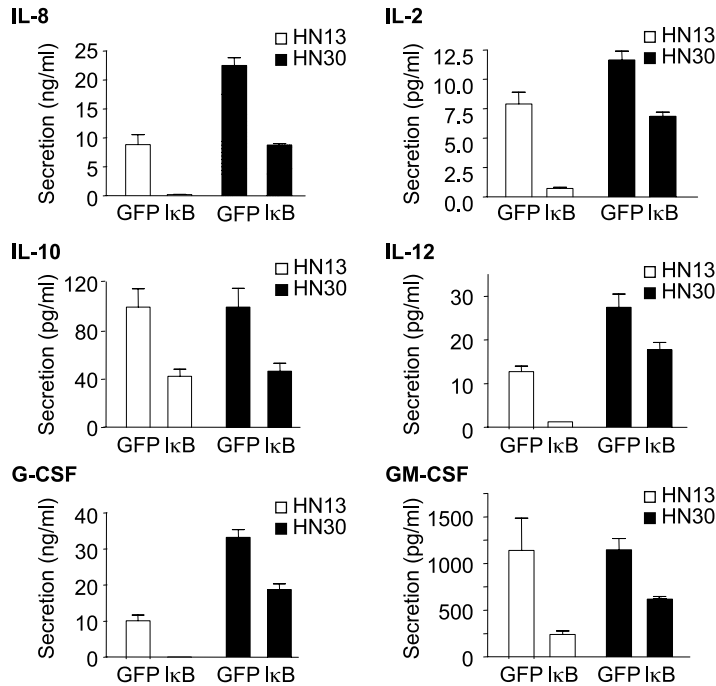 IL-8
HN13
HN30
Secretion (ng/ml)
25
20
15
10
5
0
GFP IκB GFP IκB
IL-2
HN13
HN30
Secretion (pg/ml)
12.5
10.0
7.5
5.0
2.5
0.0
GFP IκB GFP IκB
IL-10
HN13
HN30
Secretion (pg/ml)
120
80
40
0
GFP IκB GFP IκB
IL-12
HN13
HN30
Secretion (pg/ml)
30
20
10
0
GFP IκB GFP IκB
G-CSF
HN13
HN30
Secretion (ng/ml)
40
30
20
10
0
GFP IκB GFP IκB
GM-CSF
HN13
HN30
Secretion (pg/ml)
1500
1000
500
0
GFP IκB GFP IκB